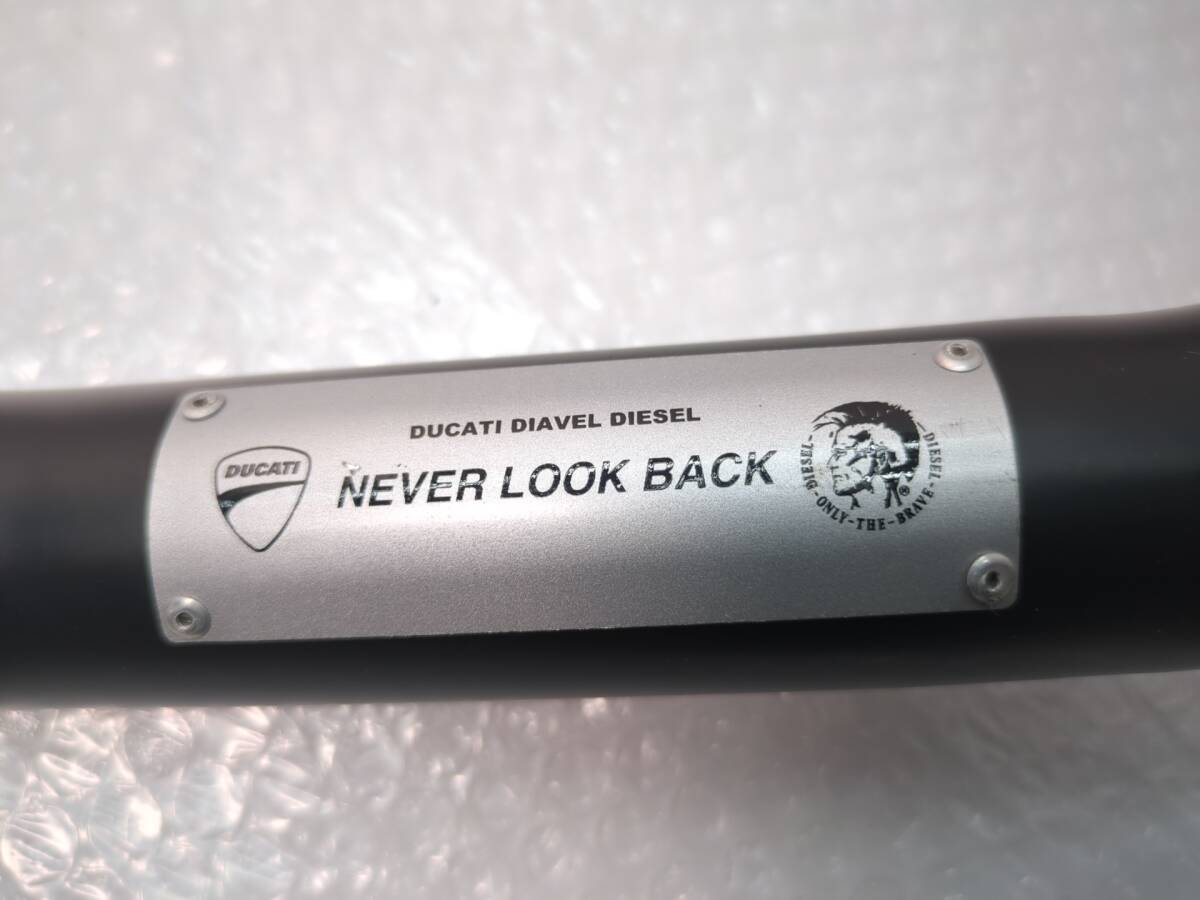 DUCATI DIAVEL DIESEL
DUCATI
NEVER LOOK BACK
DIESEL-ONLY-THE-BRAVE-DIESEL-
®